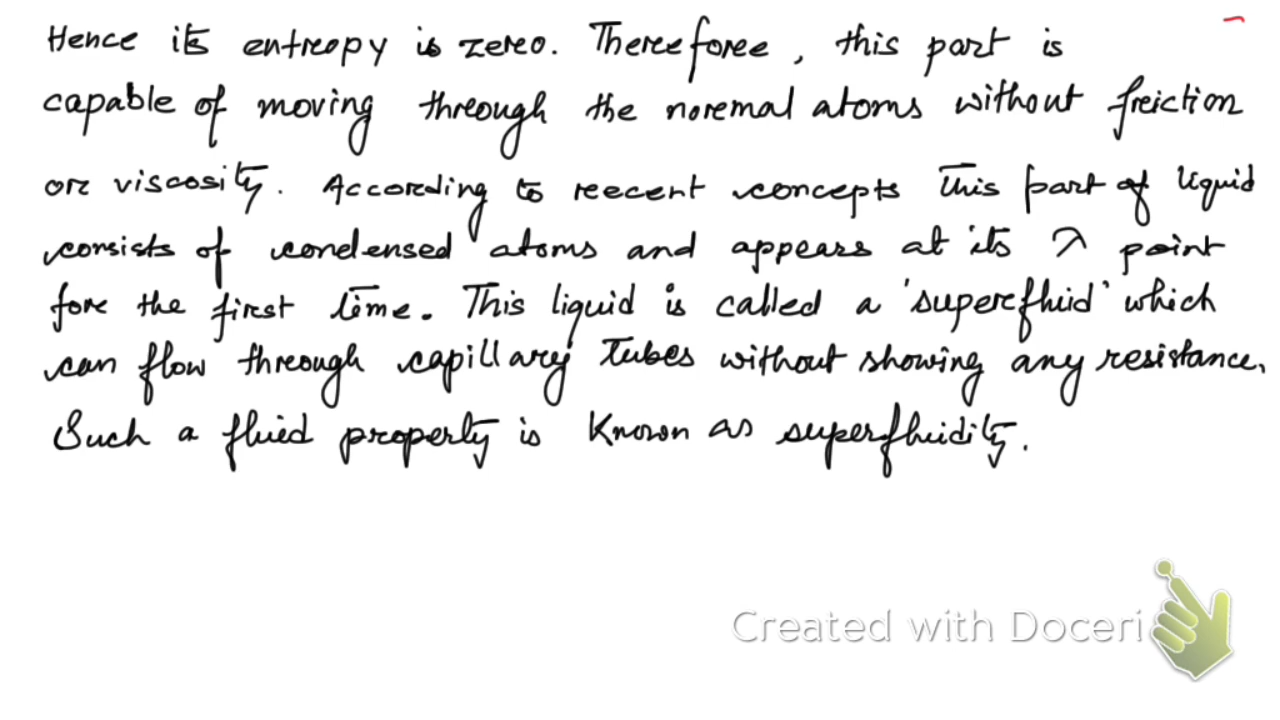 Hence its entropy is zero. Therefore, this part is
capable of moving through the normal atoms without friction
or viscosity. According to recent concepts this part of liquid
consists of condensed atoms and appears at its λ point
for the first time. This liquid is called a 'superfluid' which
can flow through capillary tubes without showing any resistance.
Such a fluid property is known as superfluidity.
Created with Doceri